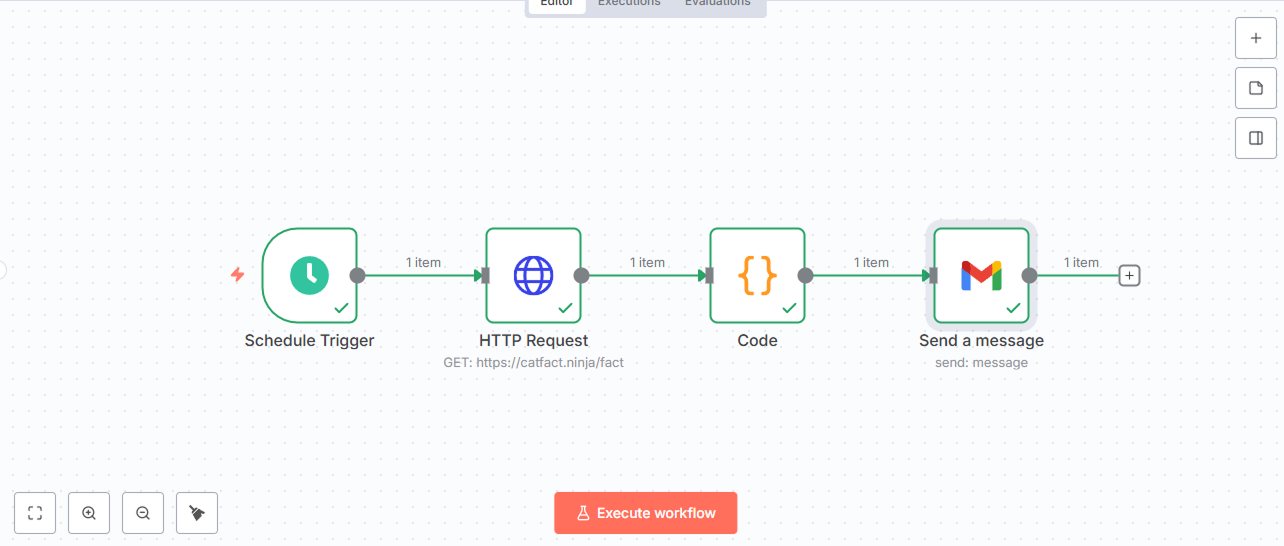 Editor Executions Evaluations
1 item 1 item 1 item 1 item
Schedule Trigger HTTP Request Code Send a message
GET: https://catfact.ninja/fact send: message
Execute workflow